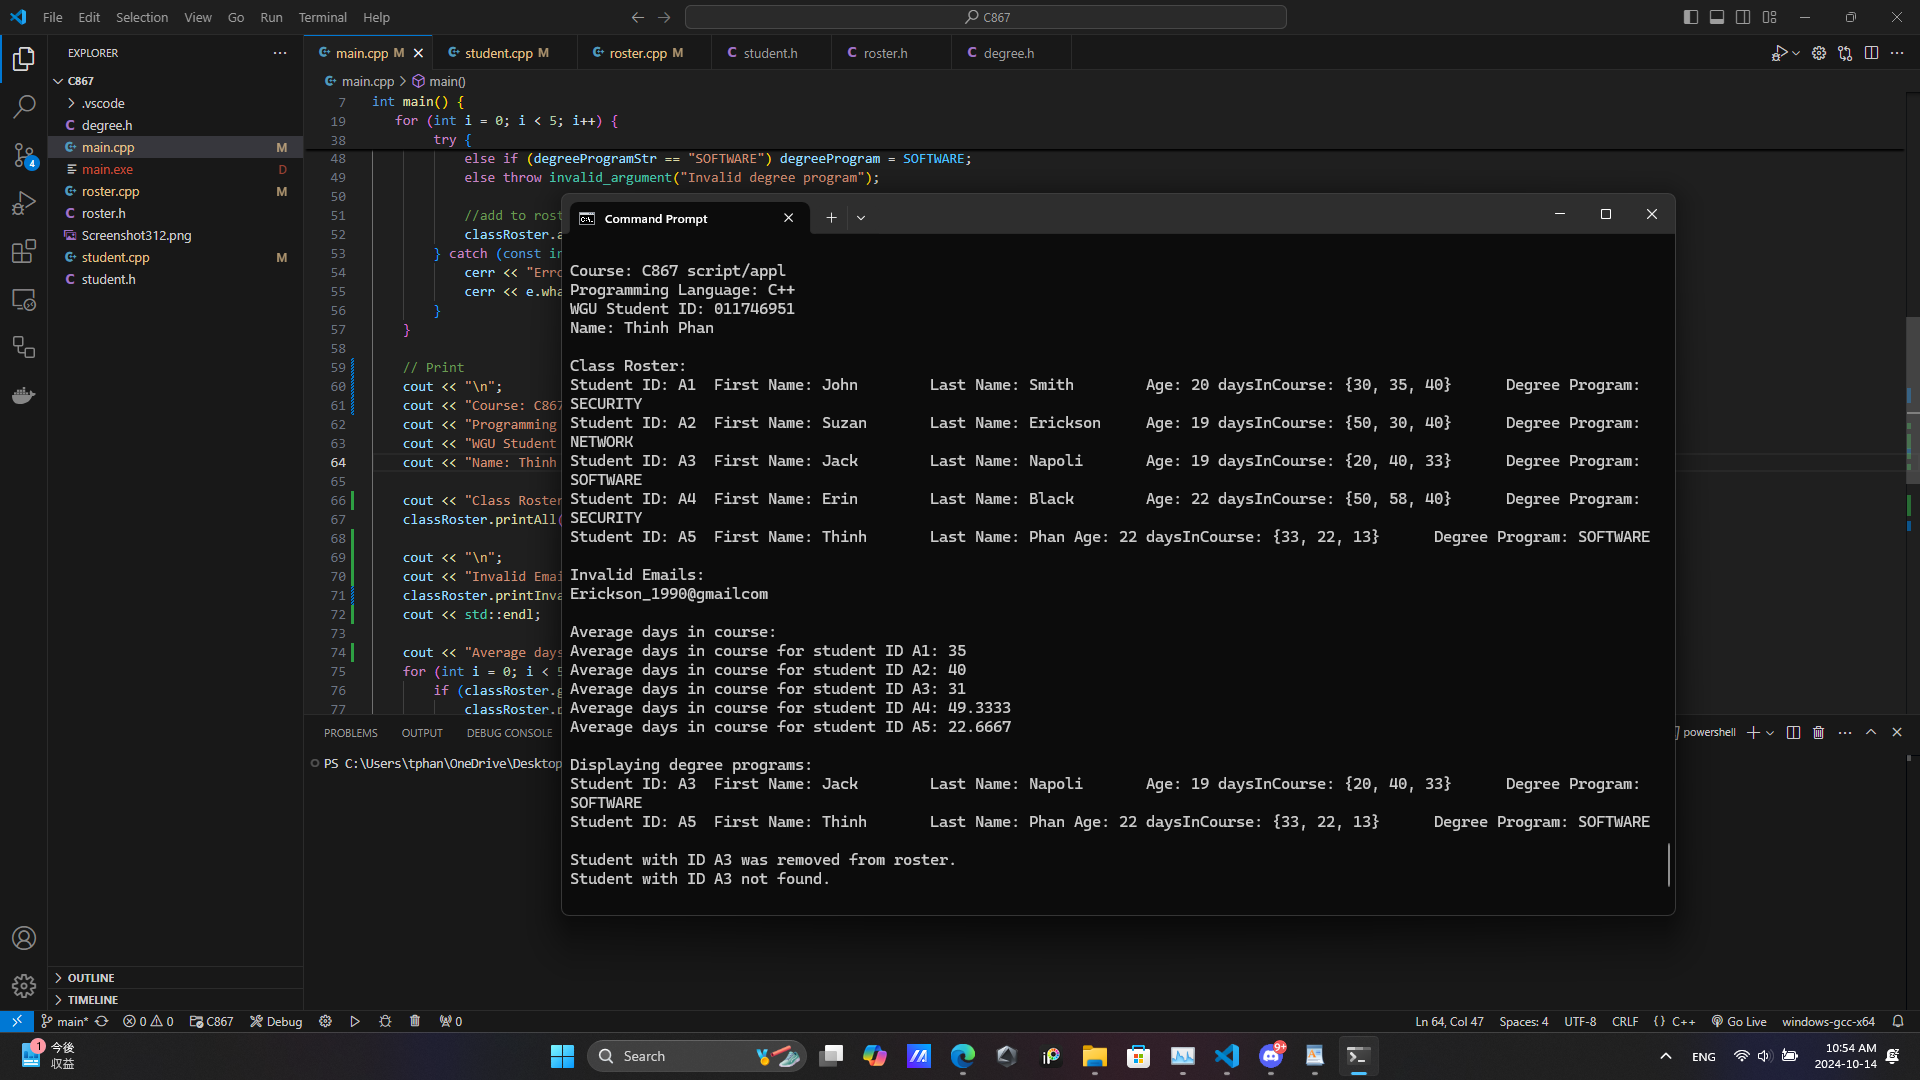 File Edit Selection View Go Run Terminal Help
C867
EXPLORER
C867
.vscode
degree.h
main.cpp M
main.exe D
roster.cpp M
roster.h
Screenshot312.png
student.cpp M
student.h
OUTLINE
TIMELINE
4
main.cpp M
student.cpp M
roster.cpp M
student.h
roster.h
degree.h
main.cpp > main()
7 int main() {
19 for (int i = 0; i < 5; i++) {
38 try {
48 else if (degreeProgramStr == "SOFTWARE") degreeProgram = SOFTWARE;
49 else throw invalid_argument("Invalid degree program");
50
51 //add to rost
52 classRoster.a
53 } catch (const in
54 cerr << "Erro
55 cerr << e.wha
56 }
57 }
58
59 // Print
60 cout << "\n";
61 cout << "Course: C867
62 cout << "Programming
63 cout << "WGU Student
64 cout << "Name: Thinh
65
66 cout << "Class Roster
67 classRoster.printAll(
68
69 cout << "\n";
70 cout << "Invalid Emai
71 classRoster.printInva
72 cout << std::endl;
73
74 cout << "Average days
75 for (int i = 0; i < 5
76 if (classRoster.g
77 classRoster.p
Command Prompt
Course: C867 script/appl
Programming Language: C++
WGU Student ID: 011746951
Name: Thinh Phan
Class Roster:
Student ID: A1 First Name: John Last Name: Smith Age: 20 daysInCourse: {30, 35, 40} Degree Program:
SECURITY
Student ID: A2 First Name: Suzan Last Name: Erickson Age: 19 daysInCourse: {50, 30, 40} Degree Program:
NETWORK
Student ID: A3 First Name: Jack Last Name: Napoli Age: 19 daysInCourse: {20, 40, 33} Degree Program:
SOFTWARE
Student ID: A4 First Name: Erin Last Name: Black Age: 22 daysInCourse: {50, 58, 40} Degree Program:
SECURITY
Student ID: A5 First Name: Thinh Last Name: Phan Age: 22 daysInCourse: {33, 22, 13} Degree Program: SOFTWARE
Invalid Emails:
Erickson_1990@gmailcom
Average days in course:
Average days in course for student ID A1: 35
Average days in course for student ID A2: 40
Average days in course for student ID A3: 31
Average days in course for student ID A4: 49.3333
Average days in course for student ID A5: 22.6667
Displaying degree programs:
Student ID: A3 First Name: Jack Last Name: Napoli Age: 19 daysInCourse: {20, 40, 33} Degree Program:
SOFTWARE
Student ID: A5 First Name: Thinh Last Name: Phan Age: 22 daysInCourse: {33, 22, 13} Degree Program: SOFTWARE
Student with ID A3 was removed from roster.
Student with ID A3 not found.
PROBLEMS OUTPUT DEBUG CONSOLE
powershell
PS C:\Users\tphan\OneDrive\Desktop
main* 0 0 C867 Debug 0
Ln 64, Col 47 Spaces: 4 UTF-8 CRLF {} C++ Go Live windows-gcc-x64
1
今後
収益
Search
9+
ENG
10:54 AM
2024-10-14